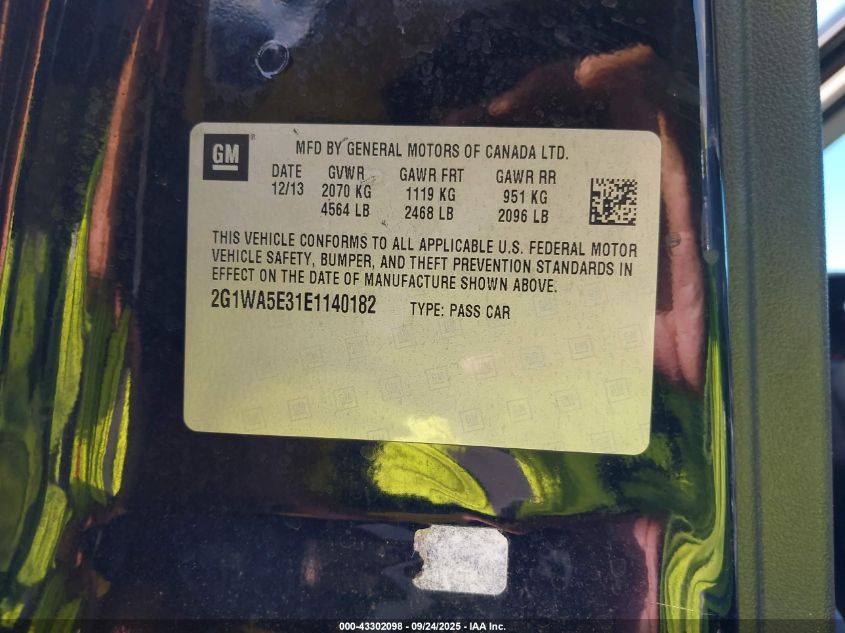 GM
MFD BY GENERAL MOTORS OF CANADA LTD.
DATE GVWR GAWR FRT GAWR RR
12/13 2070 KG 1119 KG 951 KG
4564 LB 2468 LB 2096 LB
THIS VEHICLE CONFORMS TO ALL APPLICABLE U.S. FEDERAL MOTOR
VEHICLE SAFETY, BUMPER, AND THEFT PREVENTION STANDARDS IN
EFFECT ON THE DATE OF MANUFACTURE SHOWN ABOVE.
2G1WA5E31E1140182 TYPE: PASS CAR
000-43302098 - 09/24/2025 - IAA Inc.